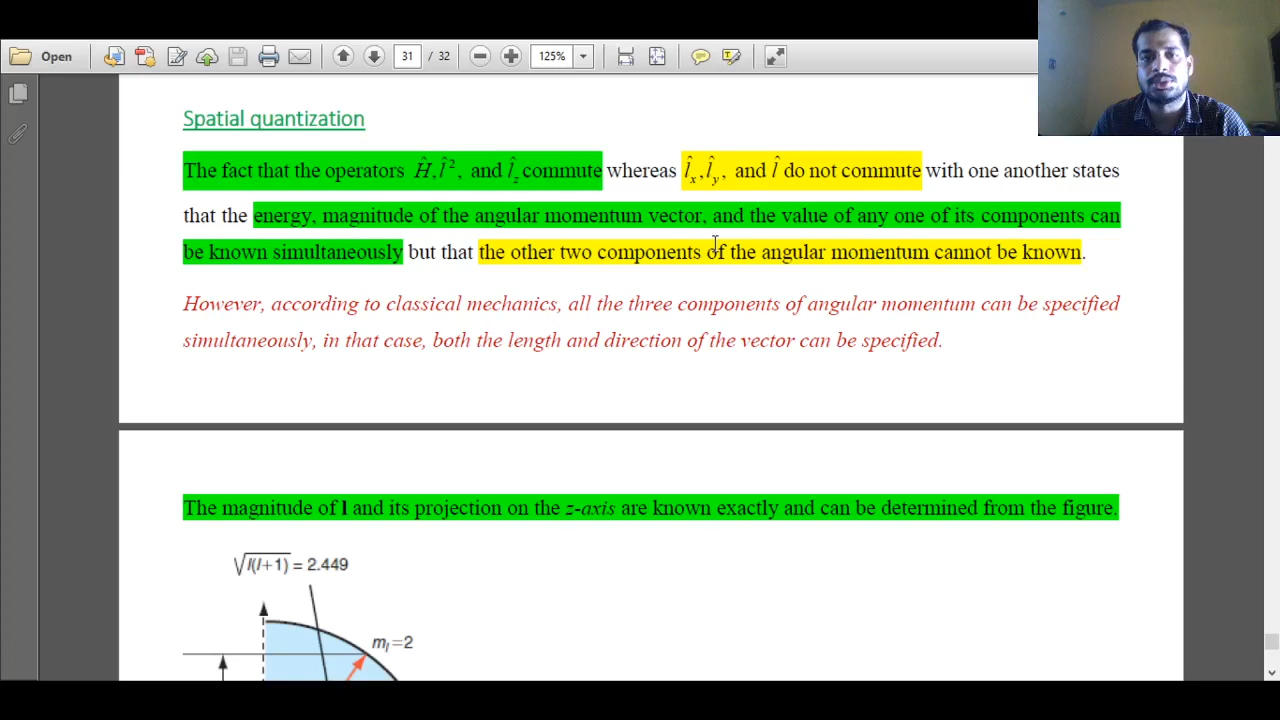 Open 31 / 32 125%
Spatial quantization
The fact that the operators Ĥ, l̂ ², and l̂z commute whereas l̂x, l̂y, and l̂ do not commute with one another states
that the energy, magnitude of the angular momentum vector, and the value of any one of its components can
be known simultaneously but that the other two components of the angular momentum cannot be known.
However, according to classical mechanics, all the three components of angular momentum can be specified
simultaneously, in that case, both the length and direction of the vector can be specified.
The magnitude of l and its projection on the z-axis are known exactly and can be determined from the figure.
√l(l+1) = 2.449
ml=2